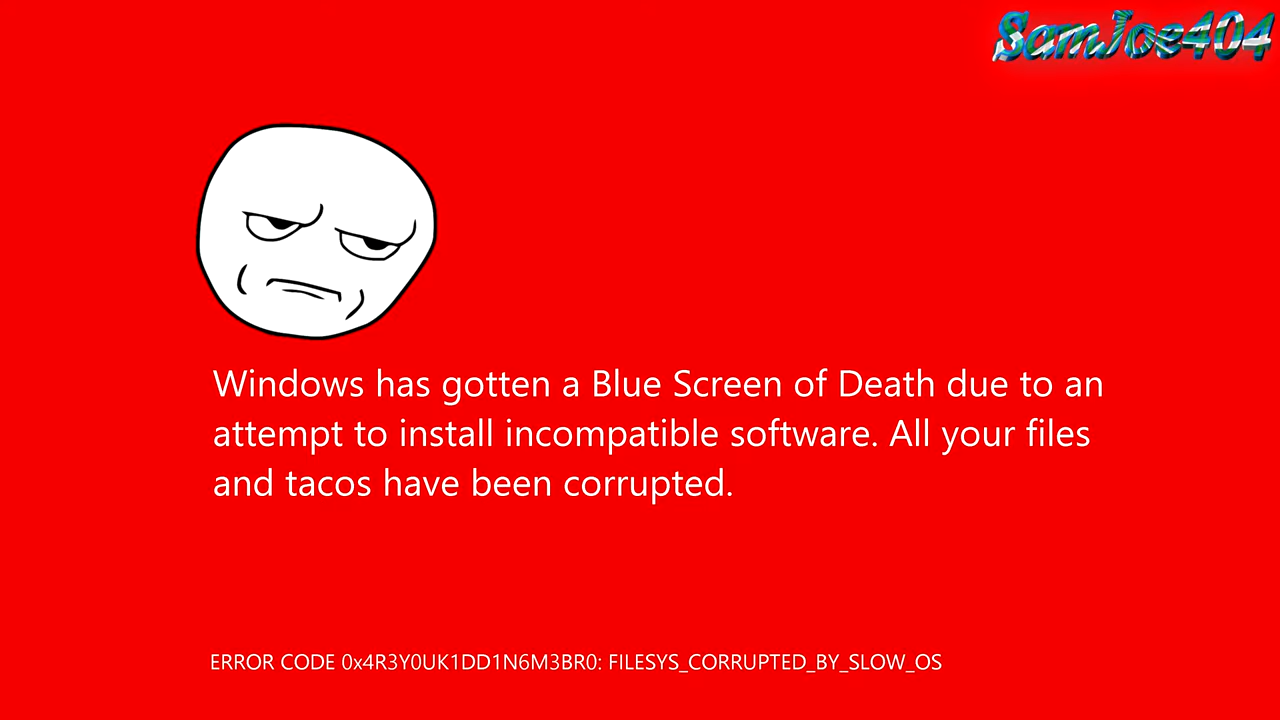 SamJoe404
Windows has gotten a Blue Screen of Death due to an
attempt to install incompatible software. All your files
and tacos have been corrupted.
ERROR CODE 0x4R3Y0UK1DD1N6M3BR0: FILESYS_CORRUPTED_BY_SLOW_OS